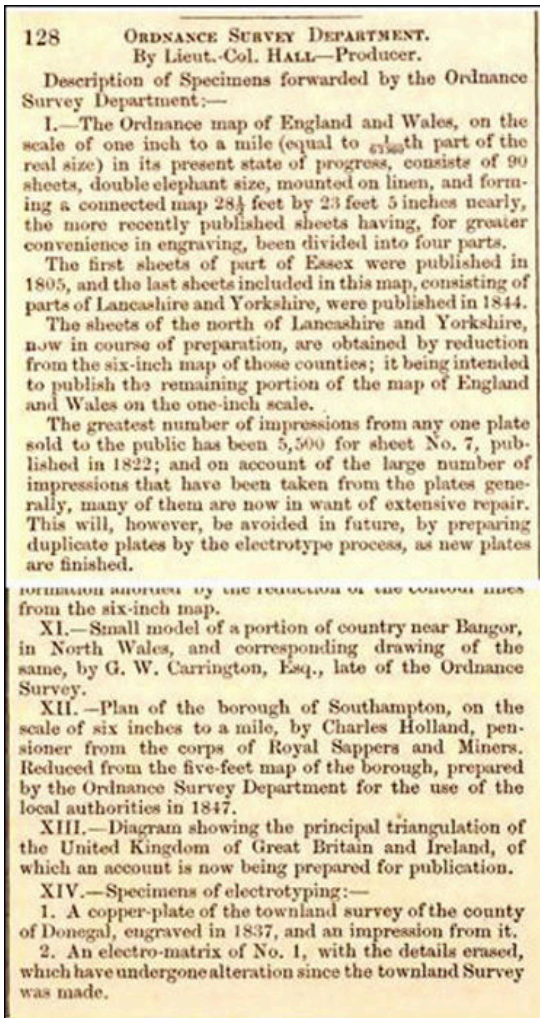 128 ORDNANCE SURVEY DEPARTMENT.
By Lieut.-Col. HALL—Producer.
Description of Specimens forwarded by the Ordnance
Survey Department:—
I.—The Ordnance map of England and Wales, on the
scale of one inch to a mile (equal to th part of the
real size) in its present state of progress, consists of 90
sheets, double elephant size, mounted on linen, and form-
ing a connected map 28½ feet by 23 feet 5 inches nearly,
the more recently published sheets having, for greater
convenience in engraving, been divided into four parts.
The first sheets of part of Essex were published in
1805, and the last sheets included in this map, consisting of
parts of Lancashire and Yorkshire, were published in 1844.
The sheets of the north of Lancashire and Yorkshire,
now in course of preparation, are obtained by reduction
from the six-inch map of those counties; it being intended
to publish the remaining portion of the map of England
and Wales on the one-inch scale.
The greatest number of impressions from any one plate
sold to the public has been 5,500 for sheet No. 7, pub-
lished in 1822; and on account of the large number of
impressions that have been taken from the plates gene-
rally, many of them are now in want of extensive repair.
This will, however, be avoided in future, by preparing
duplicate plates by the electrotype process, as new plates
are finished.
formation afforded by the reduction of the contour lines
from the six-inch map.
XI.—Small model of a portion of country near Bangor,
in North Wales, and corresponding drawing of the
same, by G. W. Carrington, Esq., late of the Ordnance
Survey.
XII.—Plan of the borough of Southampton, on the
scale of six inches to a mile, by Charles Holland, pen-
sioner from the corps of Royal Sappers and Miners.
Reduced from the five-feet map of the borough, prepared
by the Ordnance Survey Department for the use of the
local authorities in 1847.
XIII.—Diagram showing the principal triangulation of
the United Kingdom of Great Britain and Ireland, of
which an account is now being prepared for publication.
XIV.—Specimens of electrotyping:—
1. A copper-plate of the townland survey of the county
of Donegal, engraved in 1837, and an impression from it.
2. An electro-matrix of No. 1, with the details erased,
which have undergone alteration since the townland Survey
was made.